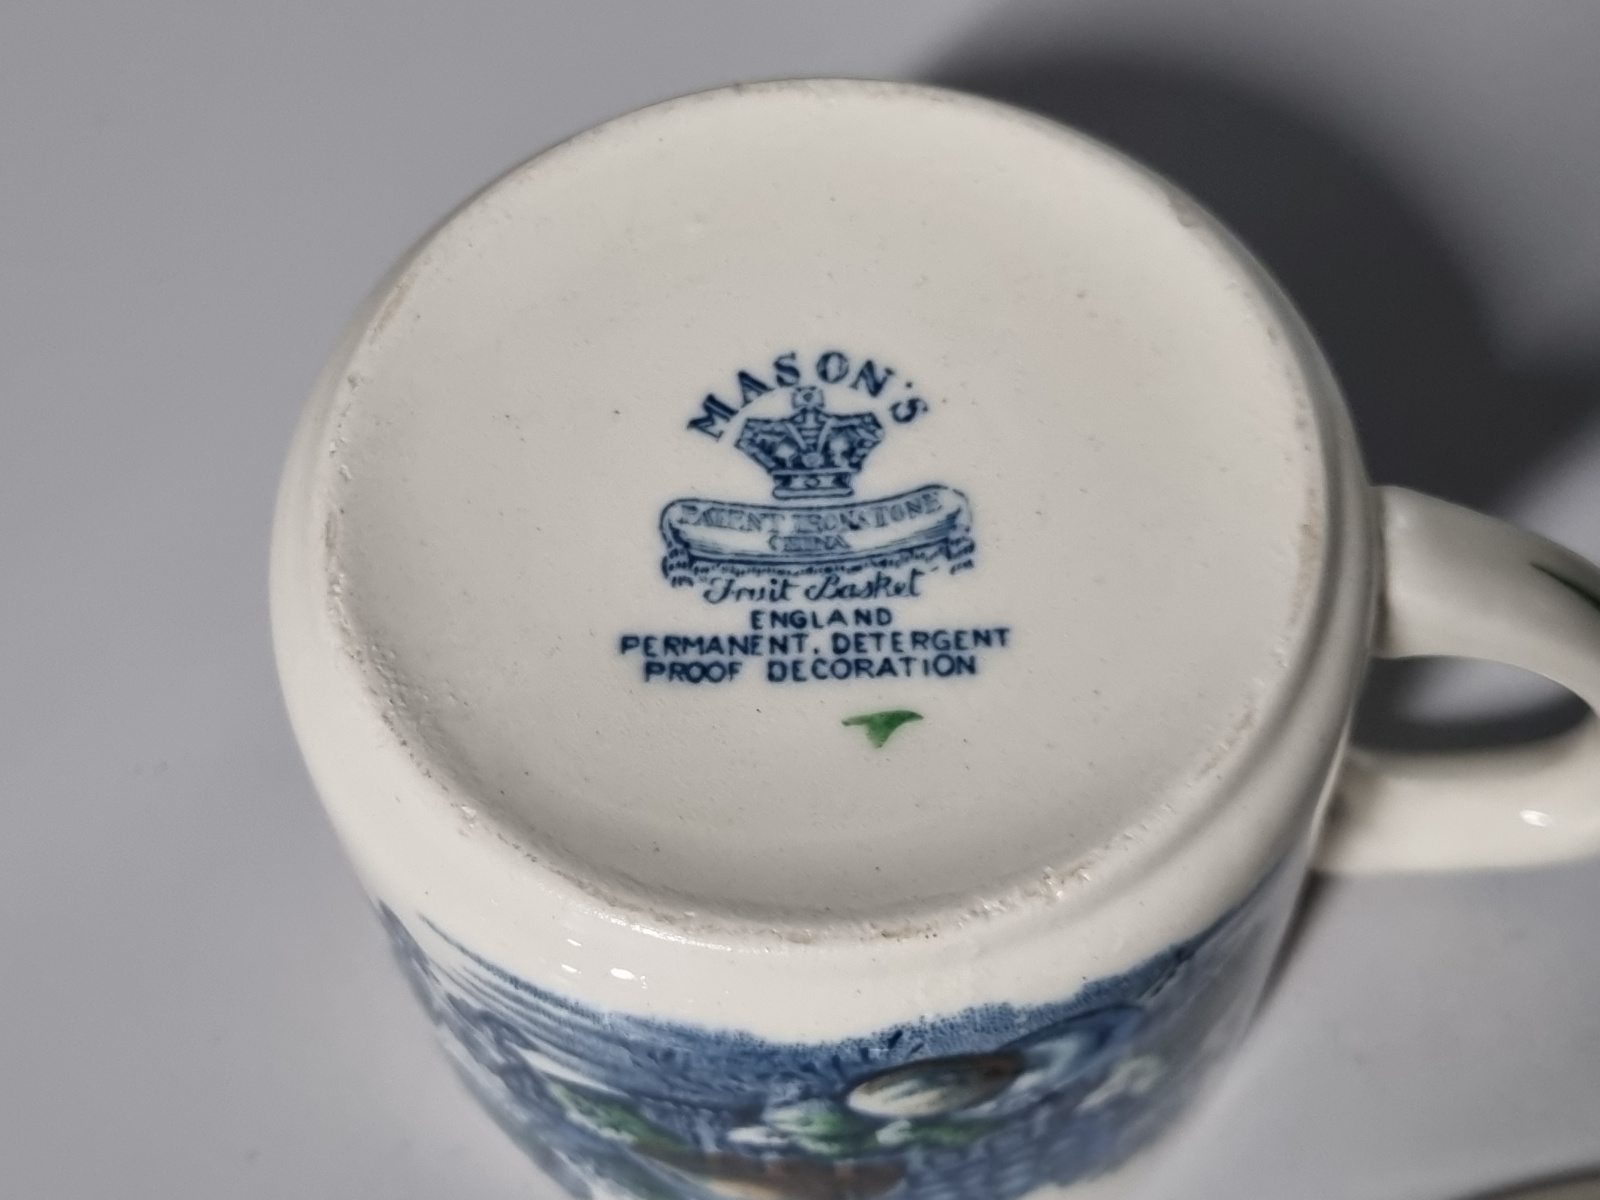 MASON'S
PATENT IRONSTONE
CHINA
"Fruit Basket"
ENGLAND
PERMANENT. DETERGENT
PROOF DECORATION